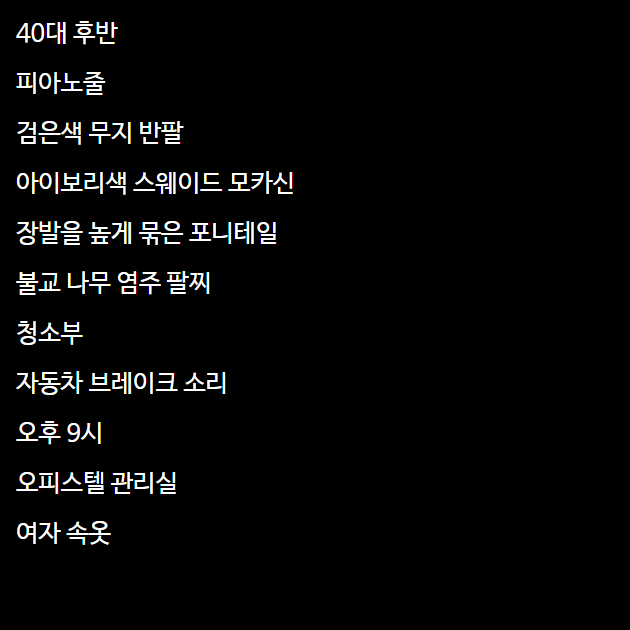 40대 후반
피아노줄
검은색 무지 반팔
아이보리색 스웨이드 모카신
장발을 높게 묶은 포니테일
불교 나무 염주 팔찌
청소부
자동차 브레이크 소리
오후 9시
오피스텔 관리실
여자 속옷